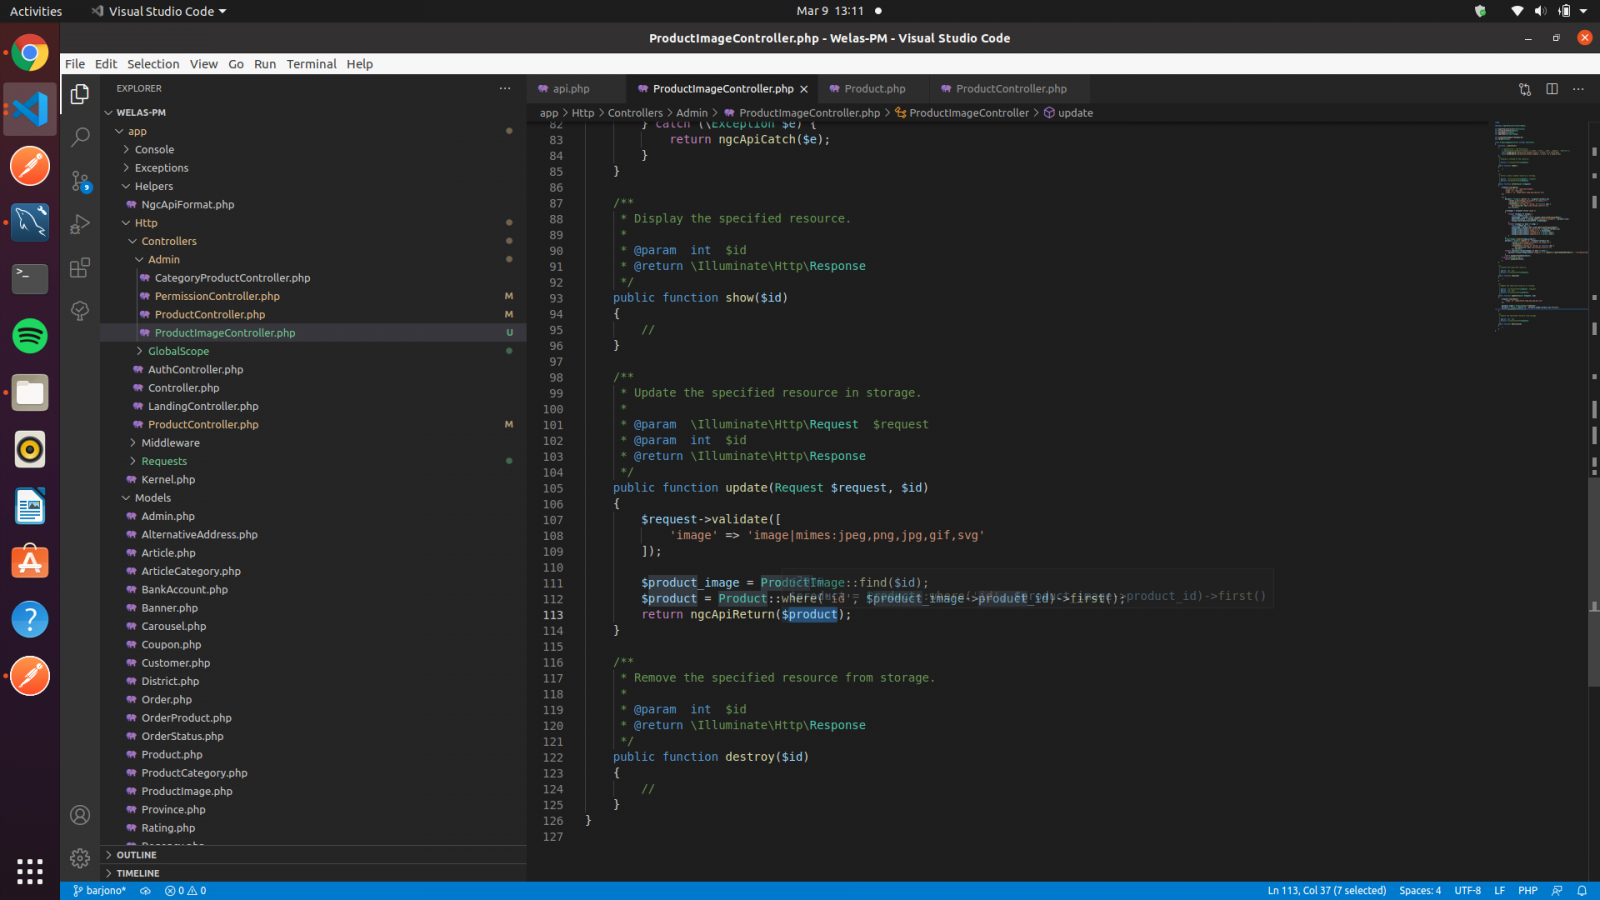 Activities
Visual Studio Code
Mar 9 13:11
ProductImageController.php - Welas-PM - Visual Studio Code
File Edit Selection View Go Run Terminal Help
EXPLORER
WELAS-PM
app
Console
Exceptions
Helpers
NgcApiFormat.php
Http
Controllers
Admin
CategoryProductController.php
PermissionController.php M
ProductController.php M
ProductImageController.php U
GlobalScope
AuthController.php
Controller.php
LandingController.php
ProductController.php M
Middleware
Requests
Kernel.php
Models
Admin.php
AlternativeAddress.php
Article.php
ArticleCategory.php
BankAccount.php
Banner.php
Carousel.php
Coupon.php
Customer.php
District.php
Order.php
OrderProduct.php
OrderStatus.php
Product.php
ProductCategory.php
ProductImage.php
Province.php
Rating.php
OUTLINE
TIMELINE
api.php
ProductImageController.php
Product.php
ProductController.php
app > Http > Controllers > Admin > ProductImageController.php > ProductImageController > update
82 } catch (\Exception $e) {
83 return ngcApiCatch($e);
84 }
85 }
86
87 /**
88 * Display the specified resource.
89 *
90 * @param  int  $id
91 * @return \Illuminate\Http\Response
92 */
93 public function show($id)
94 {
95 //
96 }
97
98 /**
99 * Update the specified resource in storage.
100 *
101 * @param  \Illuminate\Http\Request  $request
102 * @param  int  $id
103 * @return \Illuminate\Http\Response
104 */
105 public function update(Request $request, $id)
106 {
107 $request->validate([
108 'image' => 'image|mimes:jpeg,png,jpg,gif,svg'
109 ]);
110
111 $product_image = ProductImage::find($id);
112 $product = Product::where('id', $product_image->product_id)->first();
113 return ngcApiReturn($product);
114 }
115
116 /**
117 * Remove the specified resource from storage.
118 *
119 * @param  int  $id
120 * @return \Illuminate\Http\Response
121 */
122 public function destroy($id)
123 {
124 //
125 }
126 }
127
9
barjono*
0 0
Ln 113, Col 37 (7 selected) Spaces: 4 UTF-8 LF PHP